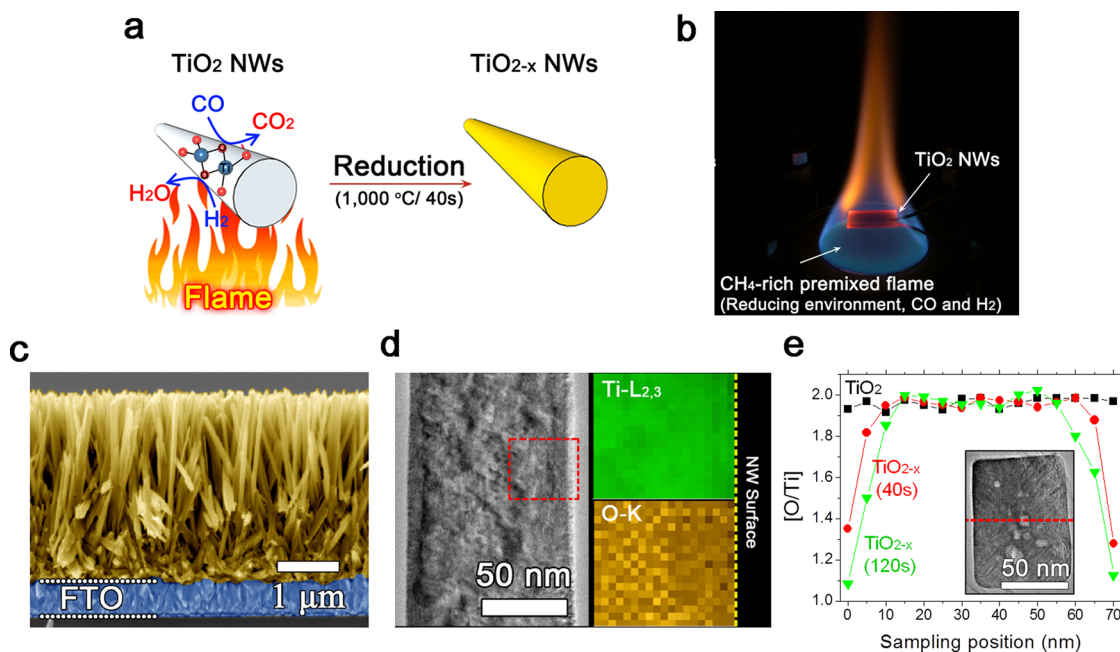 a
TiO2 NWs
TiO2-x NWs
CO
CO2
Ti
H2O
H2
Reduction
(1,000 °C/ 40s)
Flame
b
TiO2 NWs
CH4-rich premixed flame
(Reducing environment, CO and H2)
c
FTO
1 μm
d
50 nm
Ti-L2,3
O-K
NW Surface
e
[O/Ti]
2.0
1.8
1.6
1.4
1.2
1.0
TiO2
TiO2-x
(40s)
TiO2-x
(120s)
50 nm
0 10 20 30 40 50 60 70
Sampling position (nm)